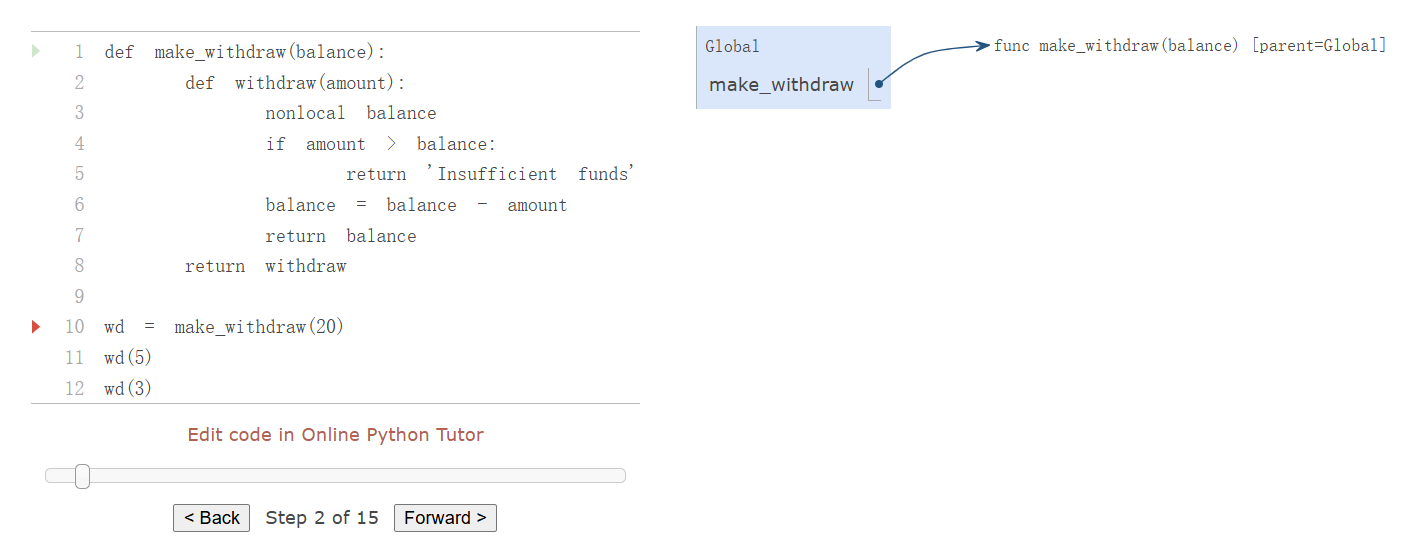 1 def make_withdraw(balance):
2 def withdraw(amount):
3 nonlocal balance
4 if amount > balance:
5 return 'Insufficient funds'
6 balance = balance - amount
7 return balance
8 return withdraw
9
10 wd = make_withdraw(20)
11 wd(5)
12 wd(3)
Edit code in Online Python Tutor
< Back Step 2 of 15 Forward >
Global
make_withdraw
func make_withdraw(balance) [parent=Global]